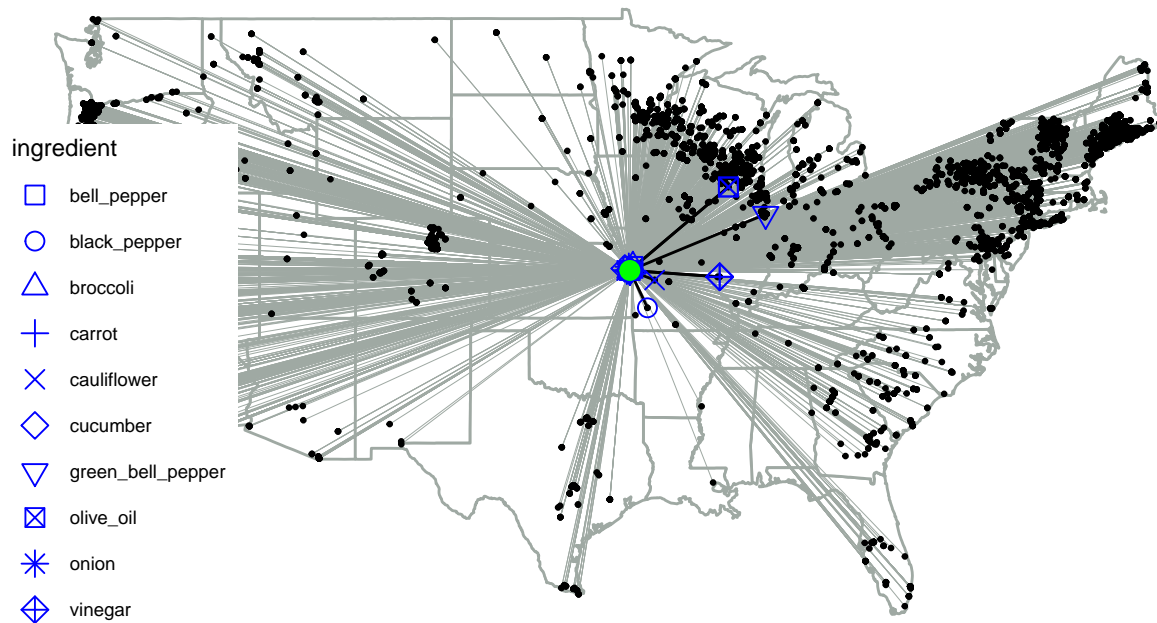 ingredient
bell_pepper
black_pepper
broccoli
carrot
cauliflower
cucumber
green_bell_pepper
olive_oil
onion
vinegar